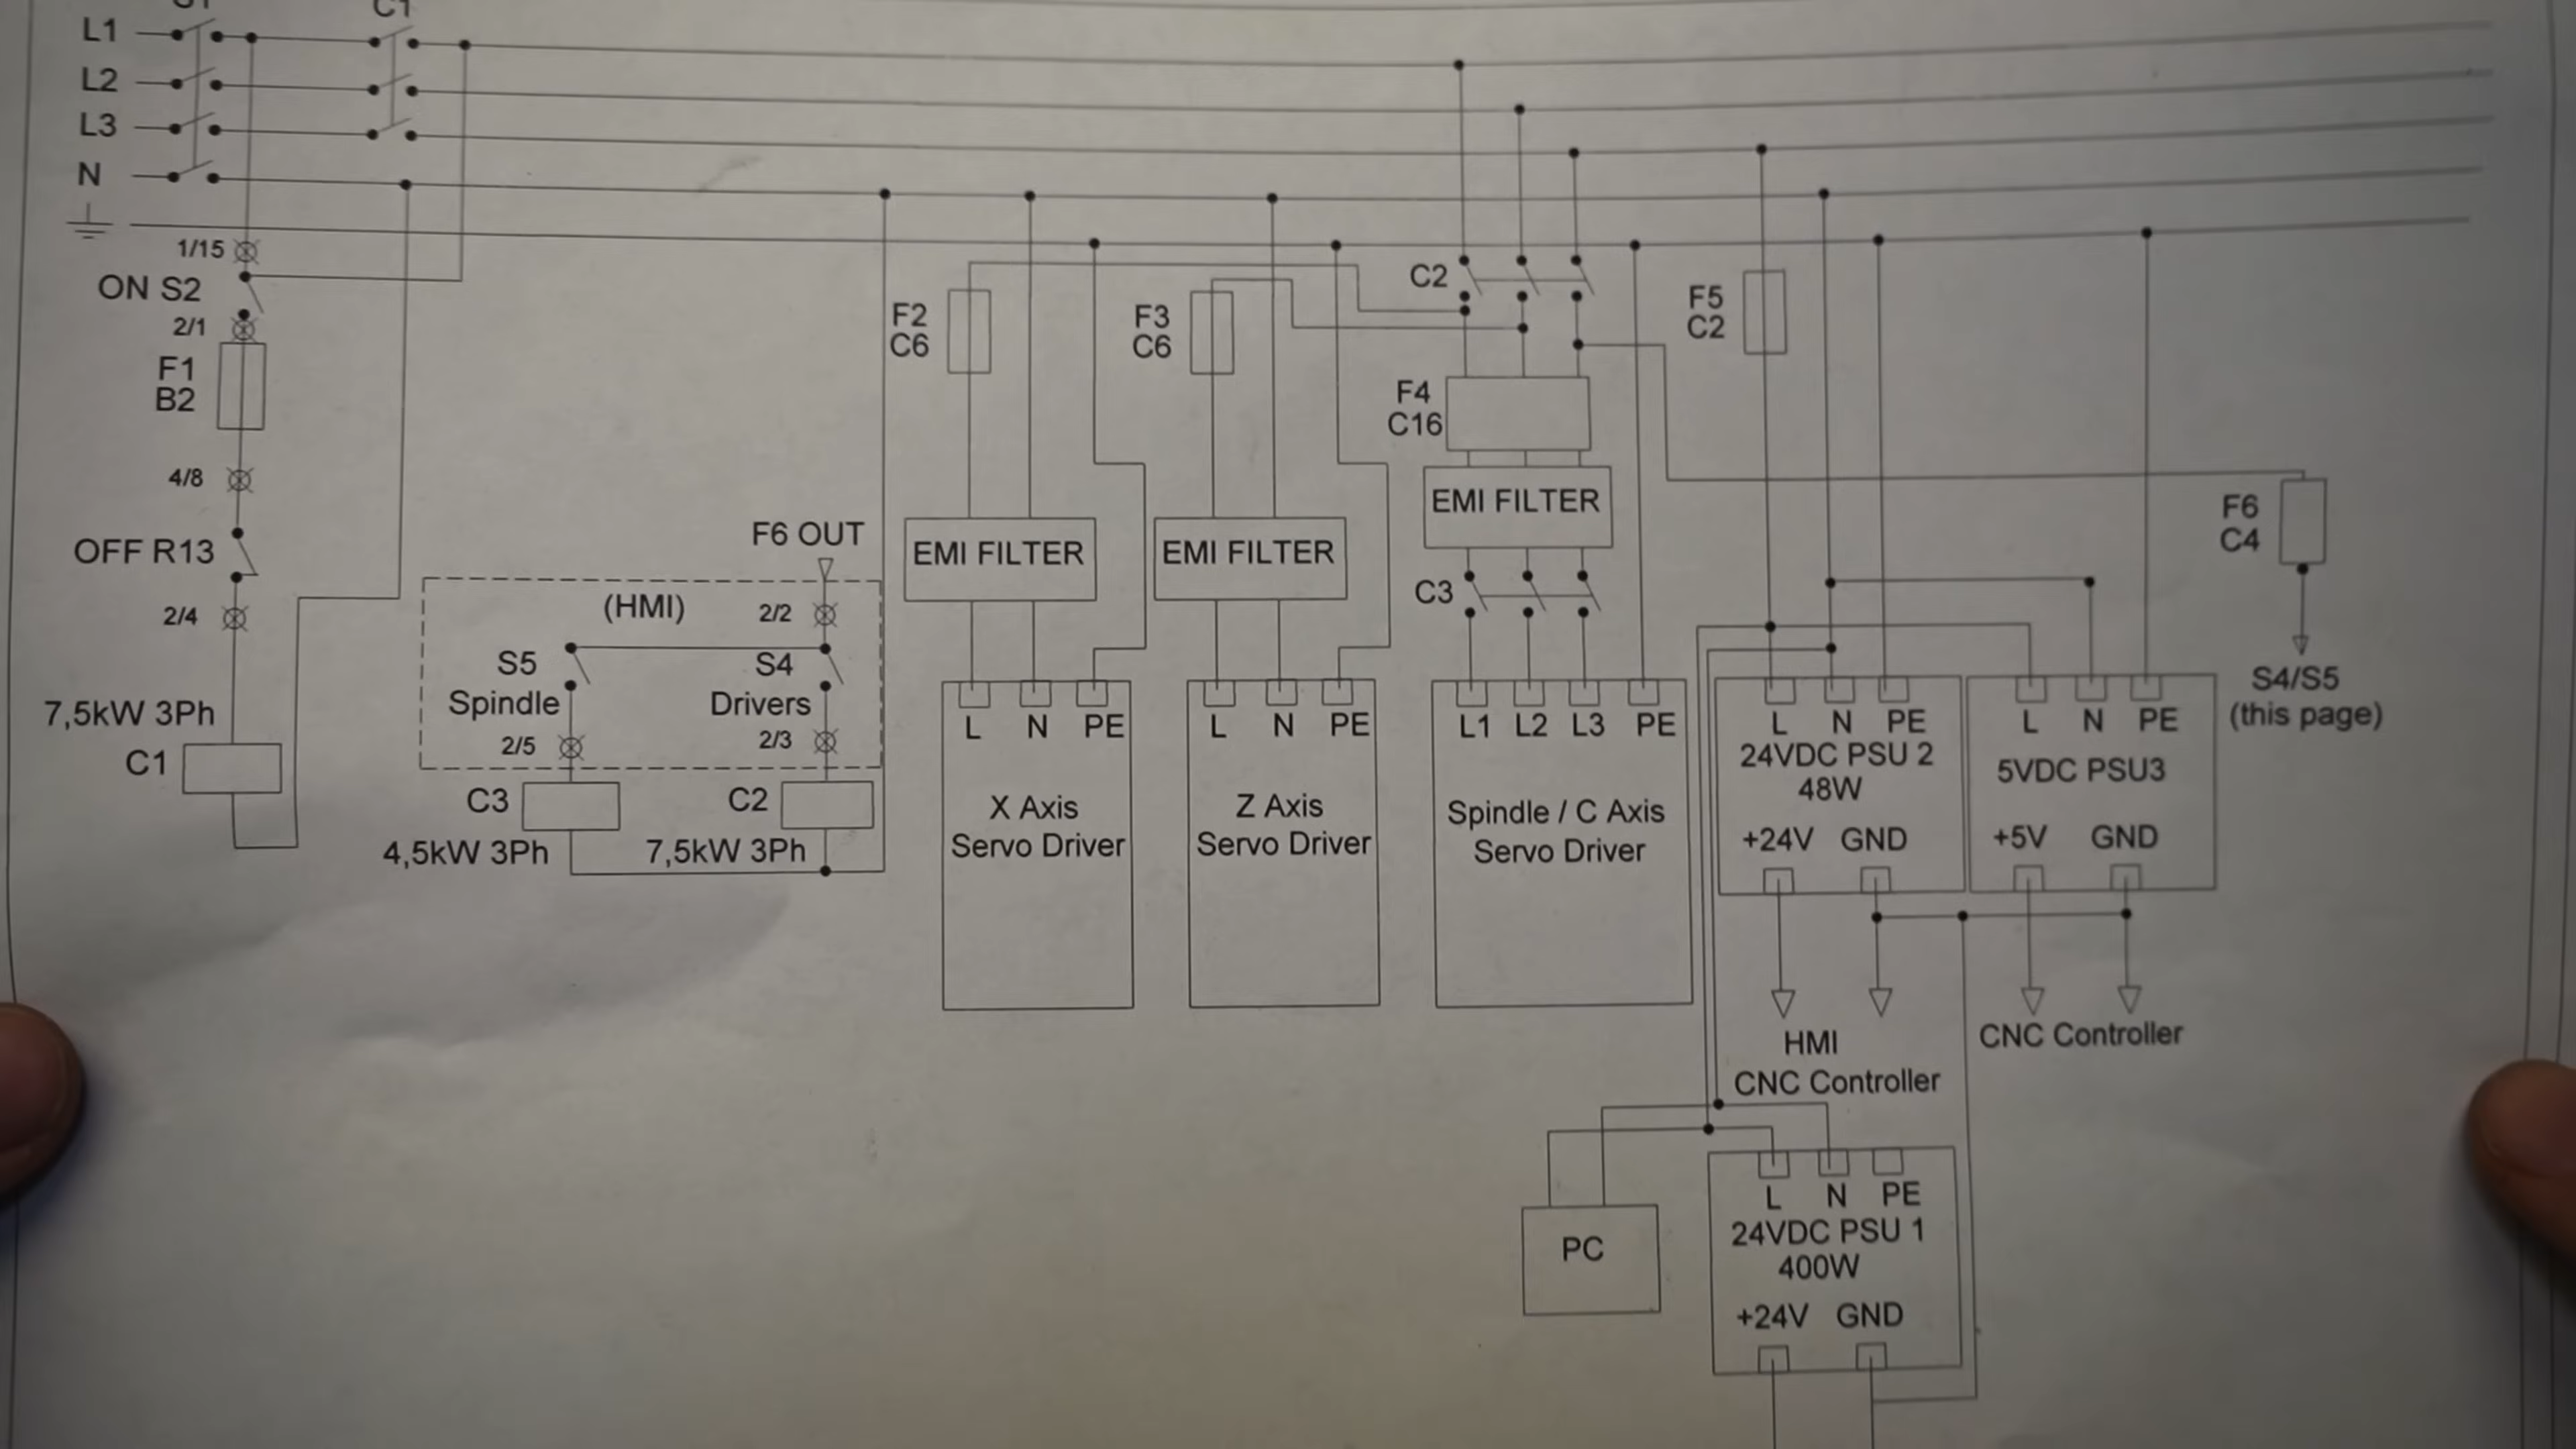 C1
L1
L2
L3
N
1/15
ON S2
2/1
F1
B2
4/8
OFF R13
2/4
7,5kW 3Ph
C1
F6 OUT
(HMI)
2/2
S5
Spindle
S4
Drivers
2/5
2/3
C3
C2
4,5kW 3Ph
7,5kW 3Ph
F2
C6
EMI FILTER
L N PE
X Axis
Servo Driver
F3
C6
EMI FILTER
L N PE
Z Axis
Servo Driver
C2
F4
C16
EMI FILTER
C3
L1 L2 L3 PE
Spindle / C Axis
Servo Driver
F5
C2
L N PE
24VDC PSU 2
48W
+24V GND
HMI
CNC Controller
L N PE
5VDC PSU3
+5V GND
CNC Controller
F6
C4
S4/S5
(this page)
PC
L N PE
24VDC PSU 1
400W
+24V GND